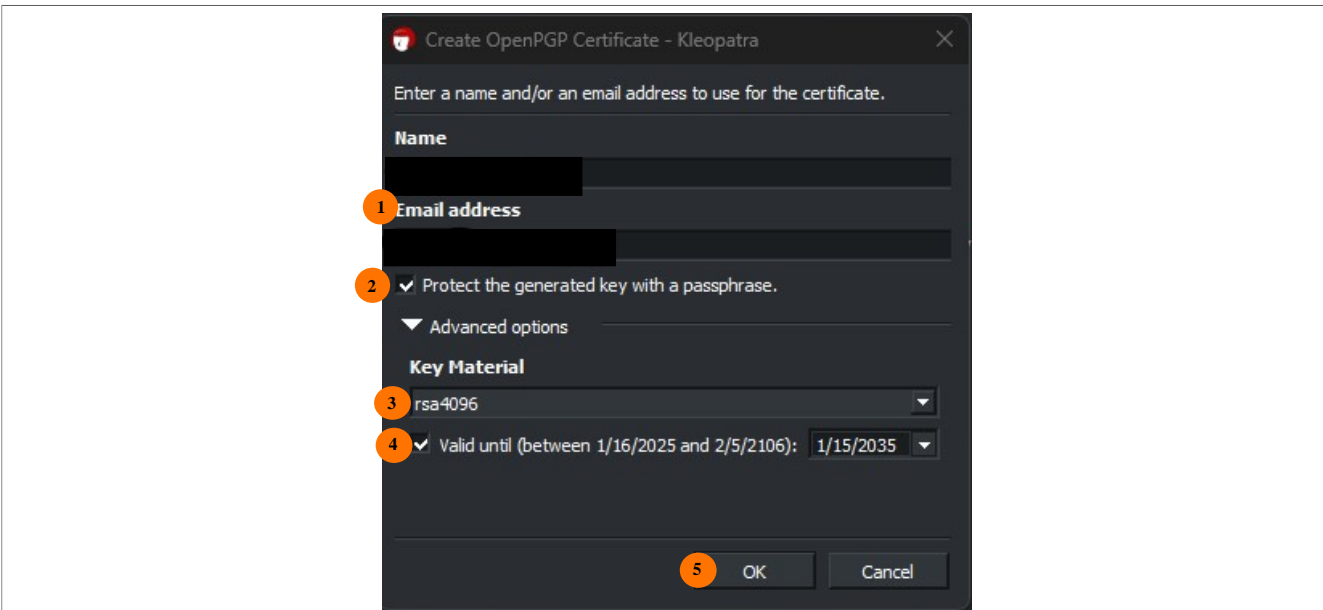 Create OpenPGP Certificate - Kleopatra
Enter a name and/or an email address to use for the certificate.
Name
1 Email address
2 Protect the generated key with a passphrase.
Advanced options
Key Material
3 rsa4096
4 Valid until (between 1/16/2025 and 2/5/2106): 1/15/2035
5 OK Cancel